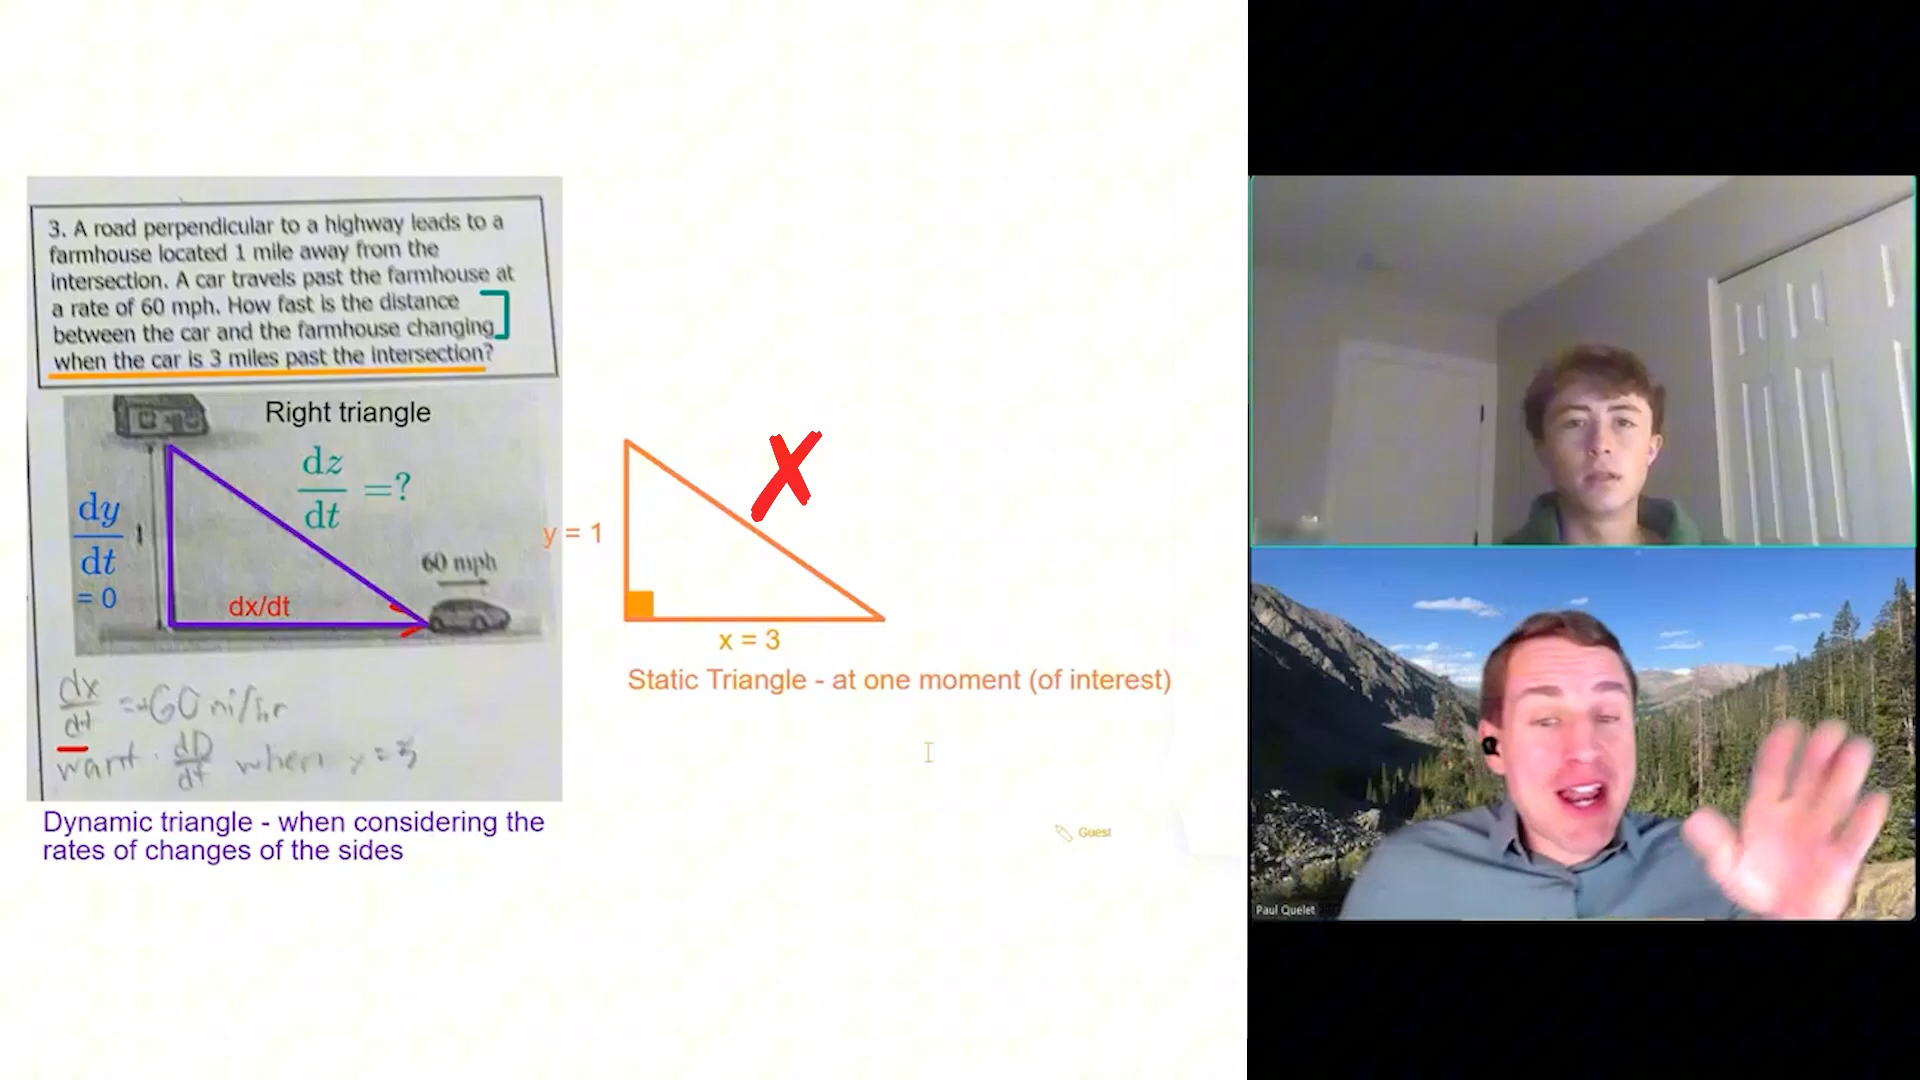 3. A road perpendicular to a highway leads to a
farmhouse located 1 mile away from the
intersection. A car travels past the farmhouse at
a rate of 60 mph. How fast is the distance
between the car and the farmhouse changing
when the car is 3 miles past the intersection?
Right triangle
dz/dt =?
dy/dt = 0
1
60 mph
dx/dt
dx/dt = +60 mi/hr
want: dD/dt when x = 3
Dynamic triangle - when considering the
rates of changes of the sides
y = 1
x = 3
Static Triangle - at one moment (of interest)
Guest
Paul Quelet